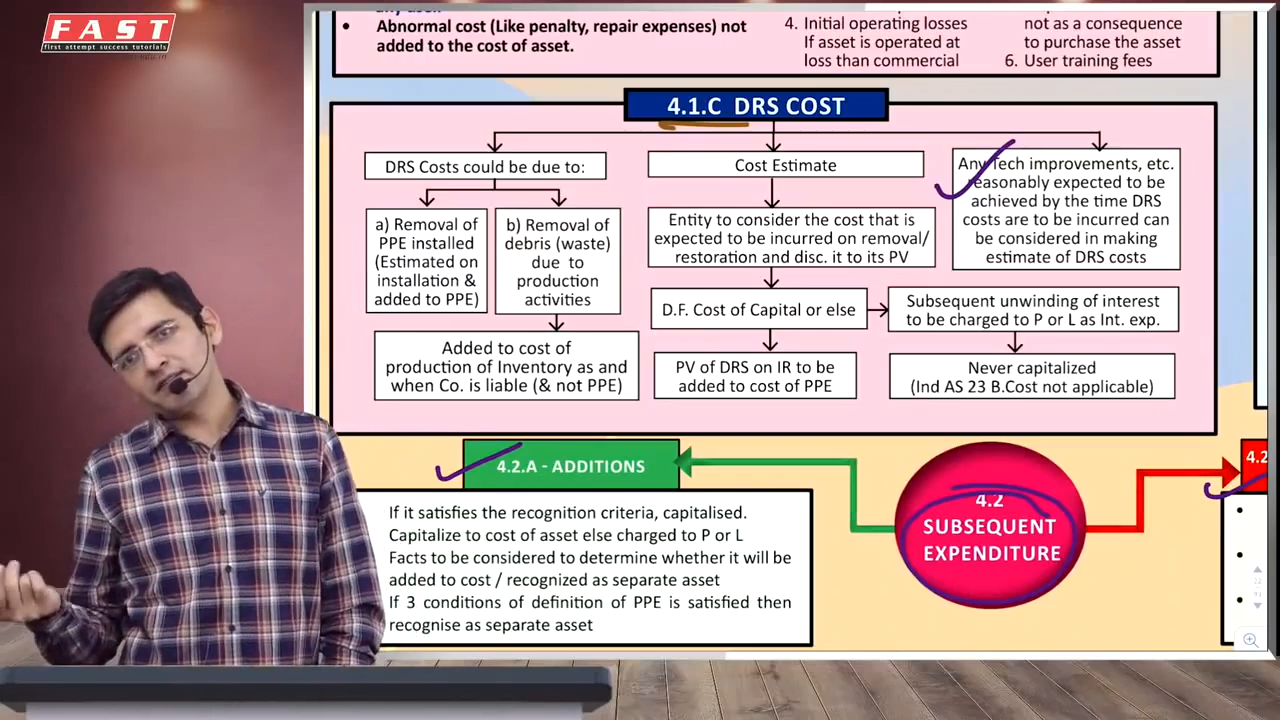 FAST
first attempt success tutorials
Abnormal cost (Like penalty, repair expenses) not
added to the cost of asset.
4. Initial operating losses
If asset is operated at
loss than commercial
not as a consequence
to purchase the asset
6. User training fees
4.1.C DRS COST
DRS Costs could be due to:
a) Removal of
PPE installed
(Estimated on
installation &
added to PPE)
b) Removal of
debris (waste)
due to
production
activities
Added to cost of
production of Inventory as and
when Co. is liable (& not PPE)
Cost Estimate
Entity to consider the cost that is
expected to be incurred on removal/
restoration and disc. it to its PV
D.F. Cost of Capital or else
PV of DRS on IR to be
added to cost of PPE
Any Tech improvements, etc.
reasonably expected to be
achieved by the time DRS
costs are to be incurred can
be considered in making
estimate of DRS costs
Subsequent unwinding of interest
to be charged to P or L as Int. exp.
Never capitalized
(Ind AS 23 B.Cost not applicable)
4.2.A - ADDITIONS
If it satisfies the recognition criteria, capitalised.
Capitalize to cost of asset else charged to P or L
Facts to be considered to determine whether it will be
added to cost / recognized as separate asset
If 3 conditions of definition of PPE is satisfied then
recognise as separate asset
4.2
SUBSEQUENT
EXPENDITURE
4.2